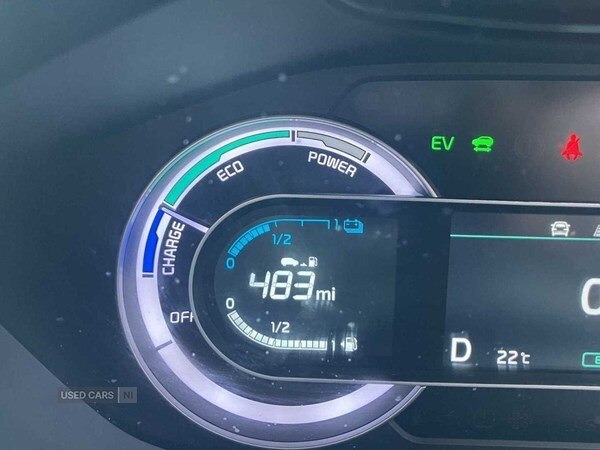 EV
ECO
POWER
CHARGE
OFF
1
1/2
0
483 mi
0
1/2
1
0
D
22℃
USED CARS NI